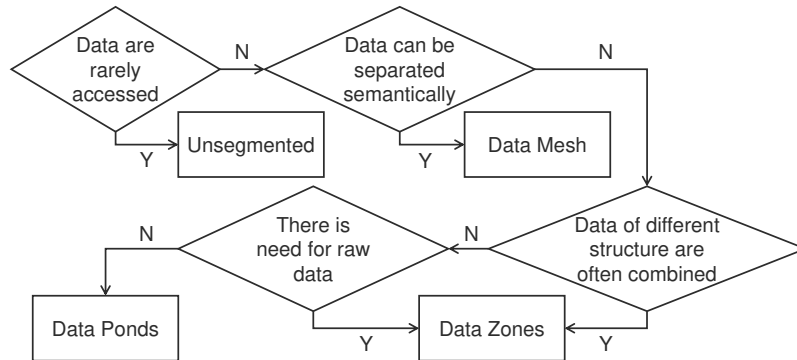 Data are
rarely
accessed
N
Data can be
separated
semantically
N
Y
Unsegmented
Y
Data Mesh
There is
need for raw
data
N
N
Data of different
structure are
often combined
Data Ponds
Y
Data Zones
Y